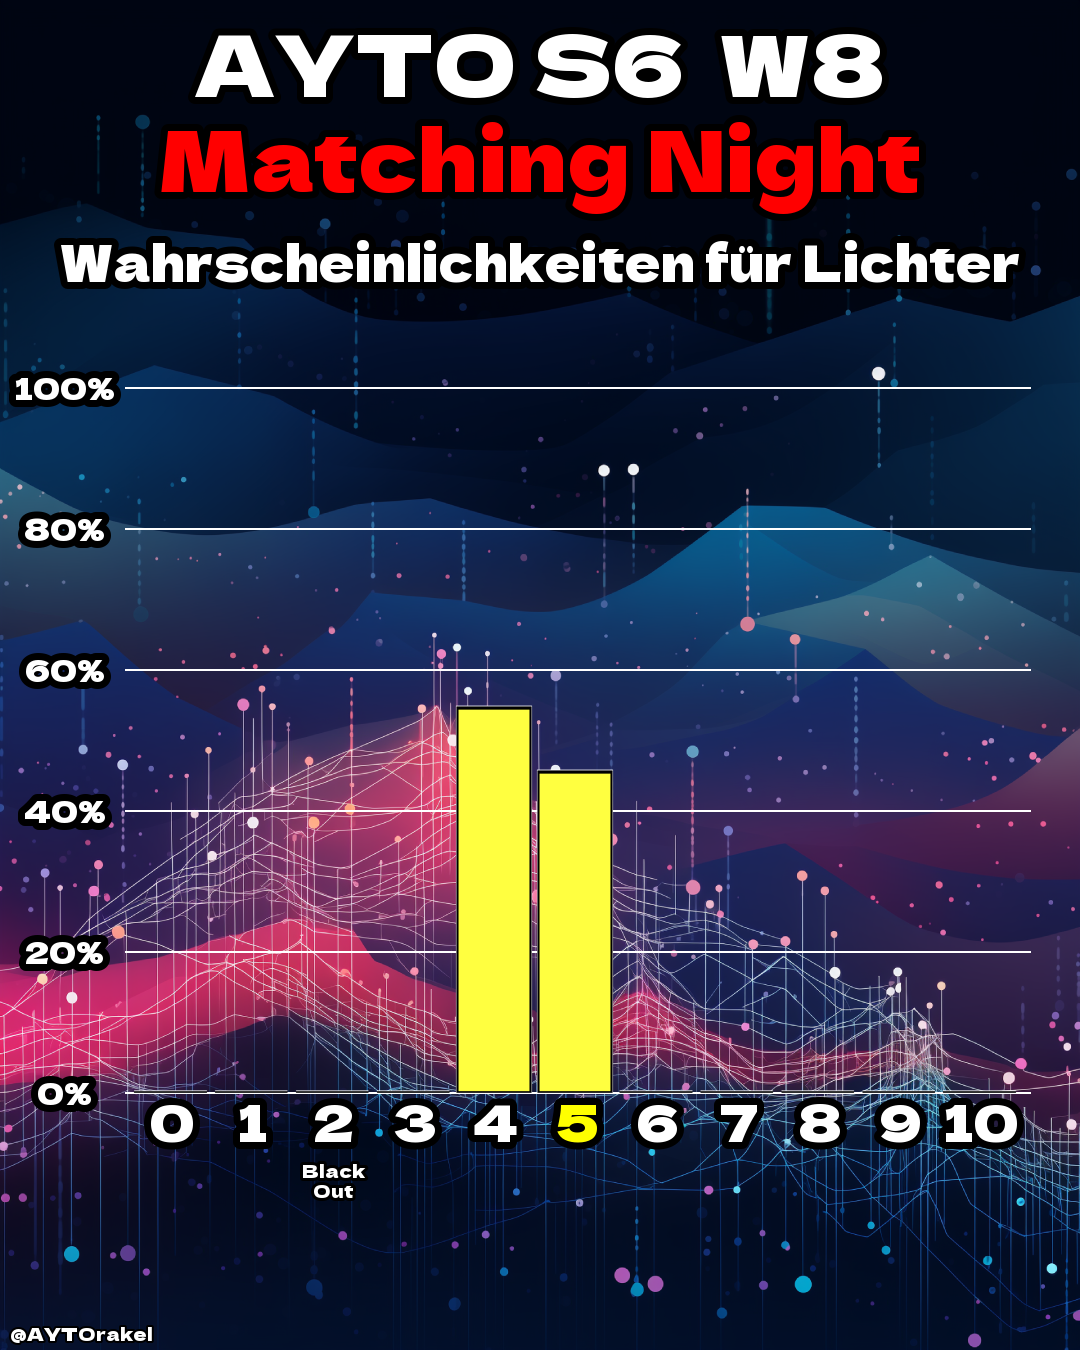 AYTO S6 W8
Matching Night
Wahrscheinlichkeiten für Lichter
100%
80%
60%
40%
20%
0%
0 1 2 3 4 5 6 7 8 9 10
Black
Out
@AYTOrakel